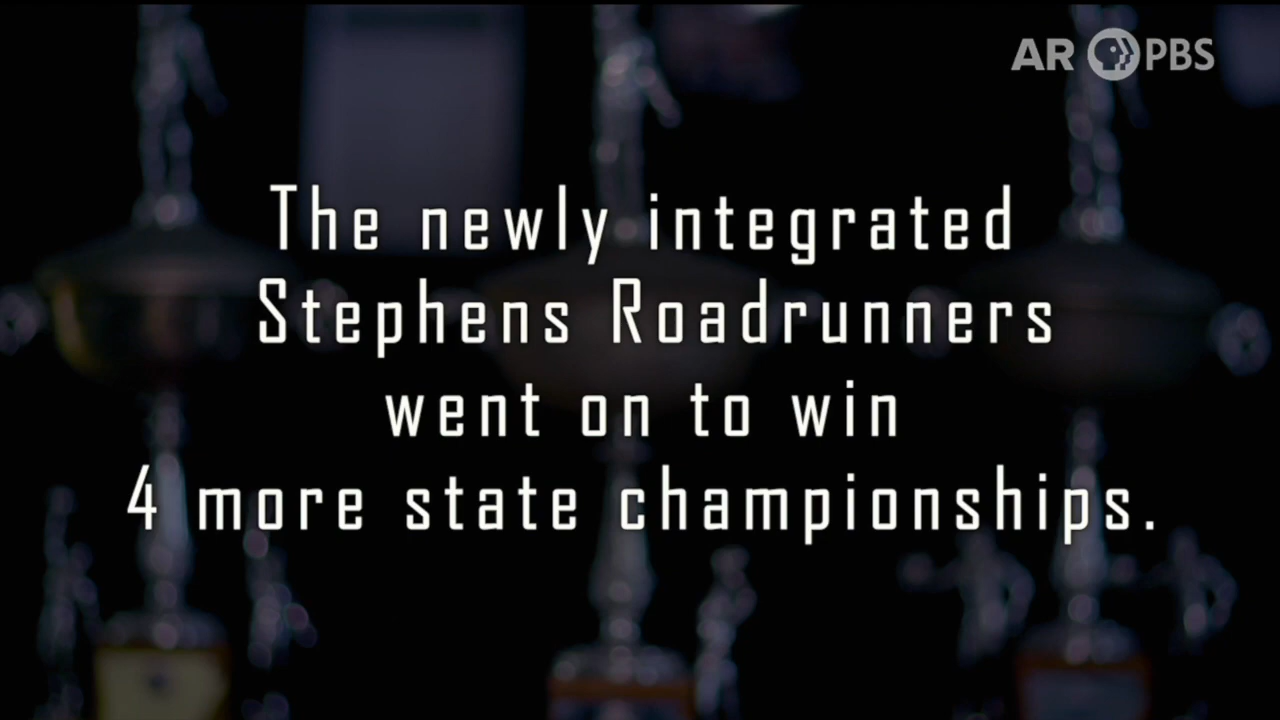 AR PBS
The newly integrated
Stephens Roadrunners
went on to win
4 more state championships.